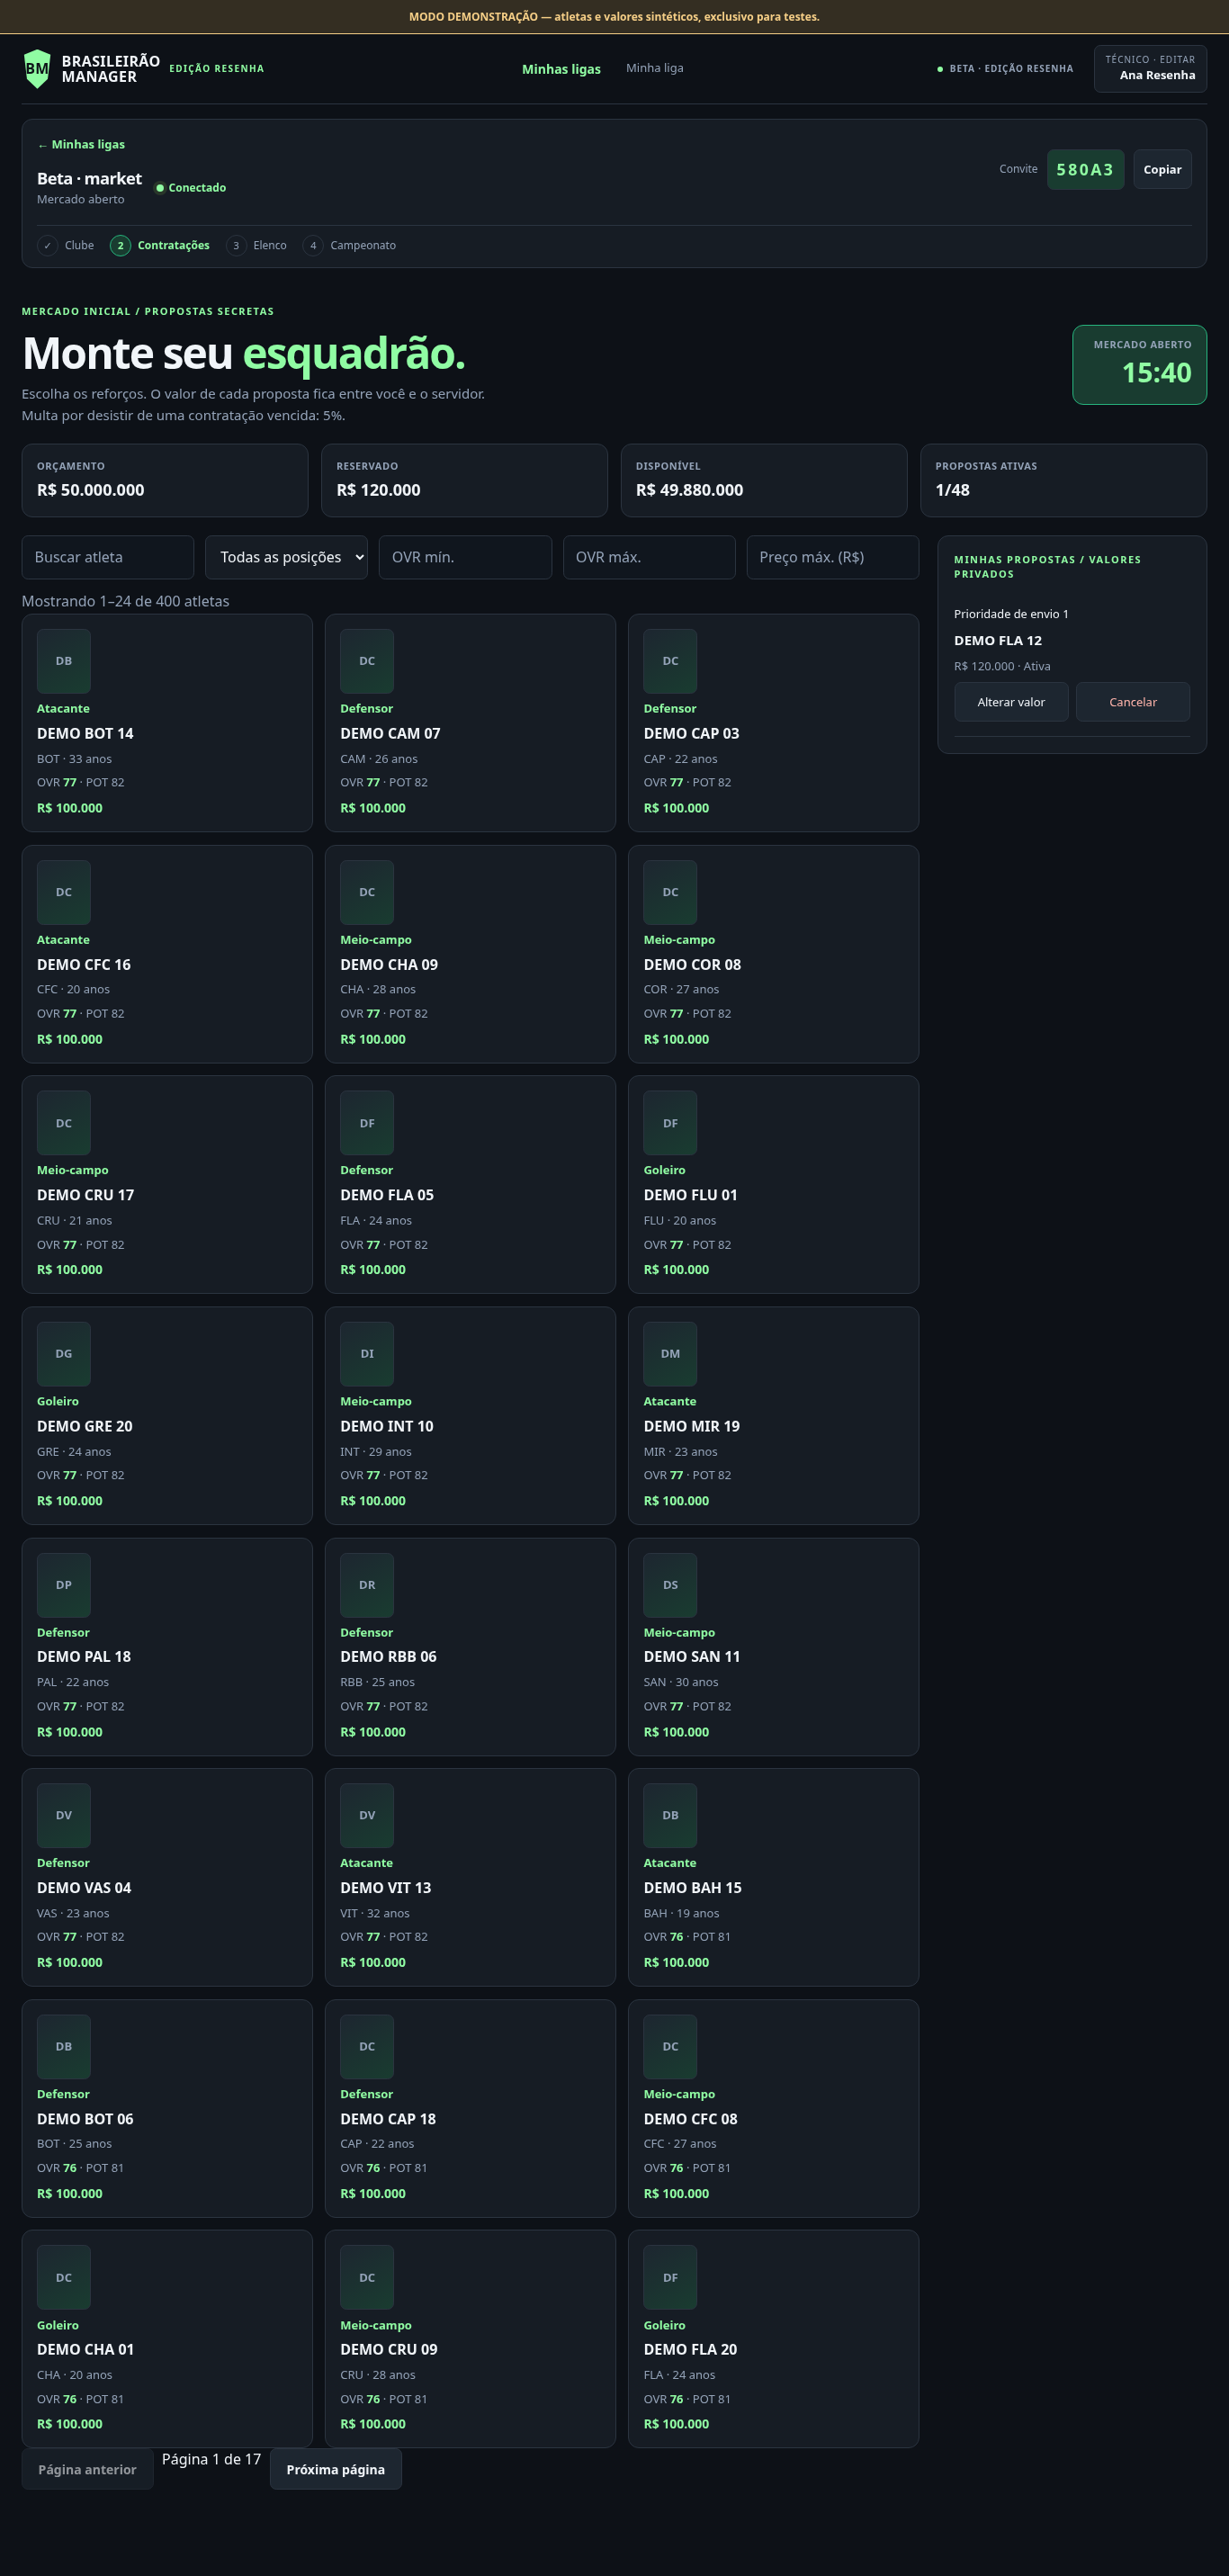 MODO DEMONSTRAÇÃO — atletas e valores sintéticos, exclusivo para testes.
BM
BRASILEIRÃO
MANAGER
EDIÇÃO RESENHA
Minhas ligas
Minha liga
BETA · EDIÇÃO RESENHA
TÉCNICO · EDITAR
Ana Resenha
← Minhas ligas
Beta · market
Mercado aberto
Conectado
Convite
580A3
Copiar
✓ Clube
2 Contratações
3 Elenco
4 Campeonato
MERCADO INICIAL / PROPOSTAS SECRETAS
Monte seu esquadrão.
Escolha os reforços. O valor de cada proposta fica entre você e o servidor.
Multa por desistir de uma contratação vencida: 5%.
MERCADO ABERTO
15:40
ORÇAMENTO
R$ 50.000.000
RESERVADO
R$ 120.000
DISPONÍVEL
R$ 49.880.000
PROPOSTAS ATIVAS
1/48
Buscar atleta
Todas as posições
OVR mín.
OVR máx.
Preço máx. (R$)
Mostrando 1–24 de 400 atletas
DB
Atacante
DEMO BOT 14
BOT · 33 anos
OVR 77 · POT 82
R$ 100.000
DC
Defensor
DEMO CAM 07
CAM · 26 anos
OVR 77 · POT 82
R$ 100.000
DC
Defensor
DEMO CAP 03
CAP · 22 anos
OVR 77 · POT 82
R$ 100.000
DC
Atacante
DEMO CFC 16
CFC · 20 anos
OVR 77 · POT 82
R$ 100.000
DC
Meio-campo
DEMO CHA 09
CHA · 28 anos
OVR 77 · POT 82
R$ 100.000
DC
Meio-campo
DEMO COR 08
COR · 27 anos
OVR 77 · POT 82
R$ 100.000
DC
Meio-campo
DEMO CRU 17
CRU · 21 anos
OVR 77 · POT 82
R$ 100.000
DF
Defensor
DEMO FLA 05
FLA · 24 anos
OVR 77 · POT 82
R$ 100.000
DF
Goleiro
DEMO FLU 01
FLU · 20 anos
OVR 77 · POT 82
R$ 100.000
DG
Goleiro
DEMO GRE 20
GRE · 24 anos
OVR 77 · POT 82
R$ 100.000
DI
Meio-campo
DEMO INT 10
INT · 29 anos
OVR 77 · POT 82
R$ 100.000
DM
Atacante
DEMO MIR 19
MIR · 23 anos
OVR 77 · POT 82
R$ 100.000
DP
Defensor
DEMO PAL 18
PAL · 22 anos
OVR 77 · POT 82
R$ 100.000
DR
Defensor
DEMO RBB 06
RBB · 25 anos
OVR 77 · POT 82
R$ 100.000
DS
Meio-campo
DEMO SAN 11
SAN · 30 anos
OVR 77 · POT 82
R$ 100.000
DV
Defensor
DEMO VAS 04
VAS · 23 anos
OVR 77 · POT 82
R$ 100.000
DV
Atacante
DEMO VIT 13
VIT · 32 anos
OVR 77 · POT 82
R$ 100.000
DB
Atacante
DEMO BAH 15
BAH · 19 anos
OVR 76 · POT 81
R$ 100.000
DB
Defensor
DEMO BOT 06
BOT · 25 anos
OVR 76 · POT 81
R$ 100.000
DC
Defensor
DEMO CAP 18
CAP · 22 anos
OVR 76 · POT 81
R$ 100.000
DC
Meio-campo
DEMO CFC 08
CFC · 27 anos
OVR 76 · POT 81
R$ 100.000
DC
Goleiro
DEMO CHA 01
CHA · 20 anos
OVR 76 · POT 81
R$ 100.000
DC
Meio-campo
DEMO CRU 09
CRU · 28 anos
OVR 76 · POT 81
R$ 100.000
DF
Goleiro
DEMO FLA 20
FLA · 24 anos
OVR 76 · POT 81
R$ 100.000
Página anterior
Página 1 de 17
Próxima página
MINHAS PROPOSTAS / VALORES
PRIVADOS
Prioridade de envio 1
DEMO FLA 12
R$ 120.000 · Ativa
Alterar valor
Cancelar